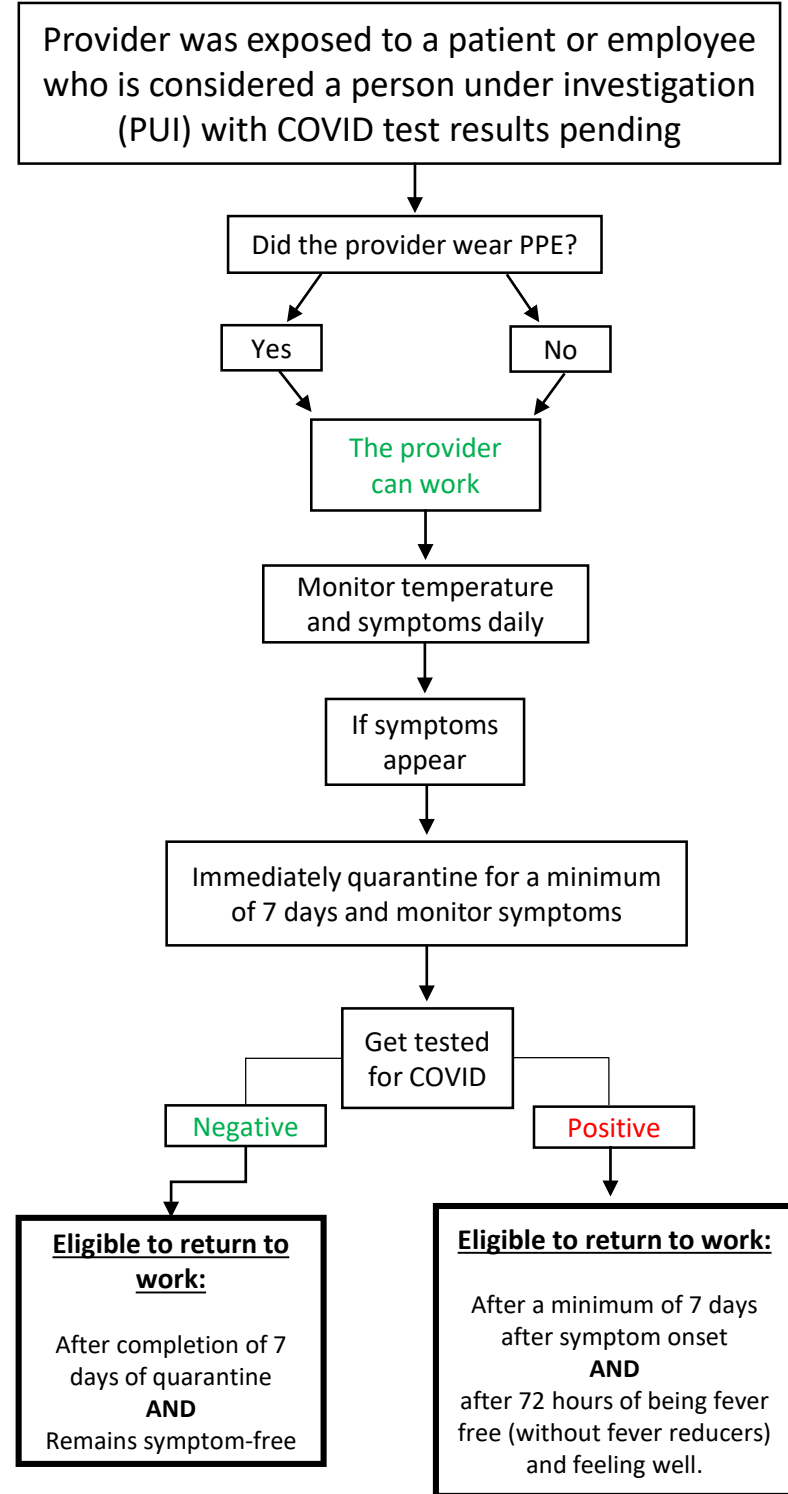 Provider was exposed to a patient or employee
who is considered a person under investigation
(PUI) with COVID test results pending
Did the provider wear PPE?
Yes
No
The provider
can work
Monitor temperature
and symptoms daily
If symptoms
appear
Immediately quarantine for a minimum
of 7 days and monitor symptoms
Get tested
for COVID
Negative
Positive
Eligible to return to
work:
After completion of 7
days of quarantine
AND
Remains symptom-free
Eligible to return to work:
After a minimum of 7 days
after symptom onset
AND
after 72 hours of being fever
free (without fever reducers)
and feeling well.